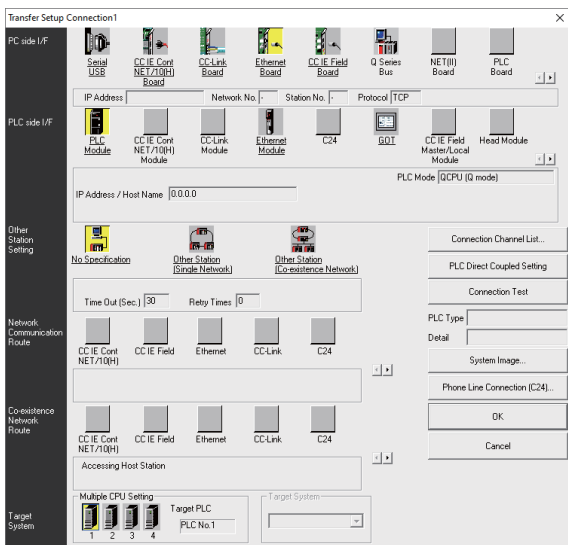 Transfer Setup Connection1
PC side I/F
Serial
USB
CC IE Cont
NET/10(H)
Board
CC-Link
Board
Ethernet
Board
CC IE Field
Board
Q Series
Bus
NET(II)
Board
PLC
Board
IP Address
Network No. -
Station No. -
Protocol TCP
PLC side I/F
PLC
Module
CC IE Cont
NET/10(H)
Module
CC-Link
Module
Ethernet
Module
C24
GOT
CC IE Field
Master/Local
Module
Head Module
PLC Mode QCPU (Q mode)
IP Address / Host Name 0.0.0.0
Other
Station
Setting
No Specification
Other Station
(Single Network)
Other Station
(Co-existence Network)
Time Out (Sec.) 30
Retry Times 0
Connection Channel List...
PLC Direct Coupled Setting
Connection Test
PLC Type
Detail
System Image...
Phone Line Connection (C24)...
OK
Cancel
Network
Communication
Route
CC IE Cont
NET/10(H)
CC IE Field
Ethernet
CC-Link
C24
Co-existence
Network
Route
CC IE Cont
NET/10(H)
CC IE Field
Ethernet
CC-Link
C24
Accessing Host Station
Target
System
Multiple CPU Setting
1 2 3 4
Target PLC
PLC No.1
Target System